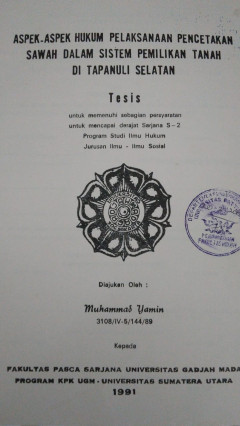 ASPEK-ASPEK HUKUM PELAKSANAAN PENCETAKAN
SAWAH DALAM SISTEM PEMILIKAN TANAH
DI TAPANULI SELATAN
Tesis
untuk memenuhi sebagian persyaratan
untuk mencapai derajat Sarjana S-2
Program Studi Ilmu Hukum
Jurusan Ilmu - Ilmu Sosial
Diajukan Oleh :
Muhammad Yamin
3108/IV-5/144/89
Kepada
FAKULTAS PASCA SARJANA UNIVERSITAS GADJAH MADA
PROGRAM KPK UGM - UNIVERSITAS SUMATERA UTARA
1991